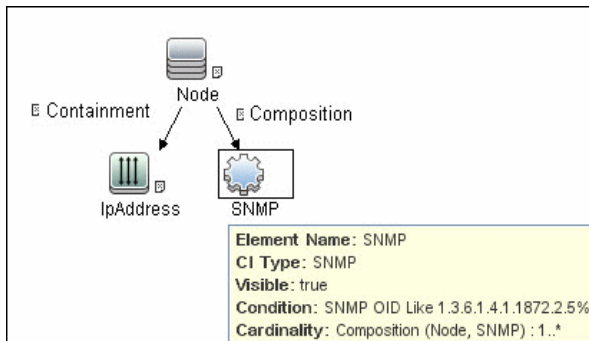 Node
Containment
Composition
IpAddress
SNMP
Element Name: SNMP
CI Type: SNMP
Visible: true
Condition: SNMP OID Like 1.3.6.1.4.1.1872.2.5%
Cardinality: Composition (Node, SNMP) : 1..*